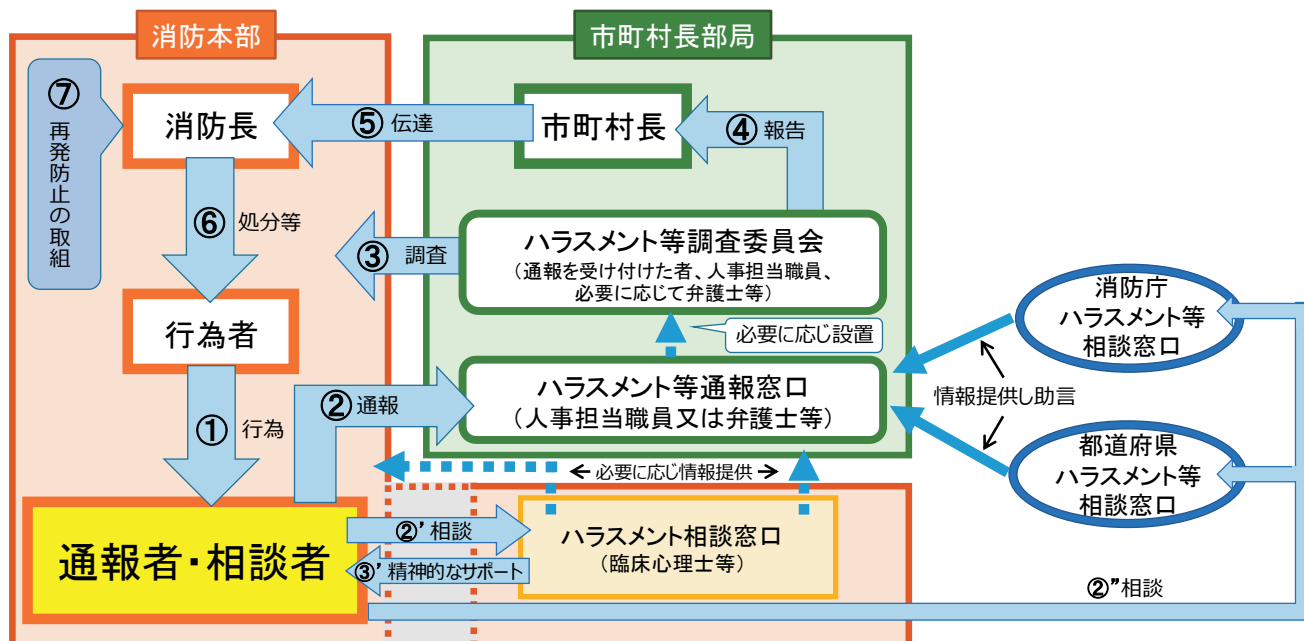 消防本部
市町村長部局
⑦
再発防止の取組
消防長
⑤ 伝達
市町村長
④ 報告
⑥ 処分等
③ 調査
ハラスメント等調査委員会
（通報を受け付けた者、人事担当職員、
必要に応じて弁護士等）
行為者
必要に応じ設置
消防庁
ハラスメント等
相談窓口
① 行為
② 通報
ハラスメント等通報窓口
（人事担当職員又は弁護士等）
情報提供し助言
都道府県
ハラスメント等
相談窓口
必要に応じ情報提供
通報者・相談者
②’ 相談
③’ 精神的なサポート
ハラスメント相談窓口
（臨床心理士等）
②”相談